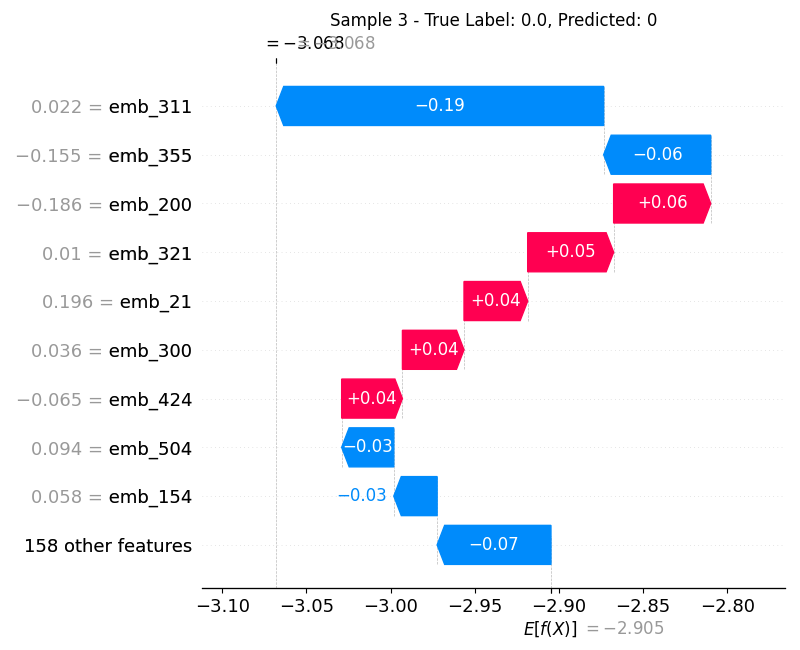 Sample 3 - True Label: 0.0, Predicted: 0
= −3.068
0.022 = emb_311
−0.19
−0.155 = emb_355
−0.06
−0.186 = emb_200
+0.06
0.01 = emb_321
+0.05
0.196 = emb_21
+0.04
0.036 = emb_300
+0.04
−0.065 = emb_424
+0.04
0.094 = emb_504
−0.03
0.058 = emb_154
−0.03
158 other features
−0.07
−3.10 −3.05 −3.00 −2.95 −2.90 −2.85 −2.80
E[f(X)] = −2.905